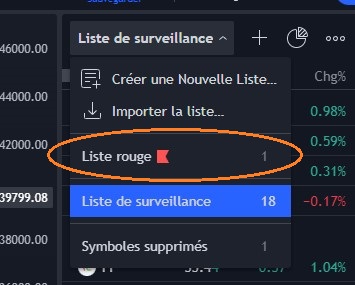 Sauvegarder
46000.00
Liste de surveillance
44000.00
Créer une Nouvelle Liste...
Chg%
Importer la liste...
0.98%
42000.00
Liste rouge 1
0.59%
0.31%
39799.08
Liste de surveillance 18
−0.17%
38000.00
Symboles supprimés 1
1.04%
36000.00